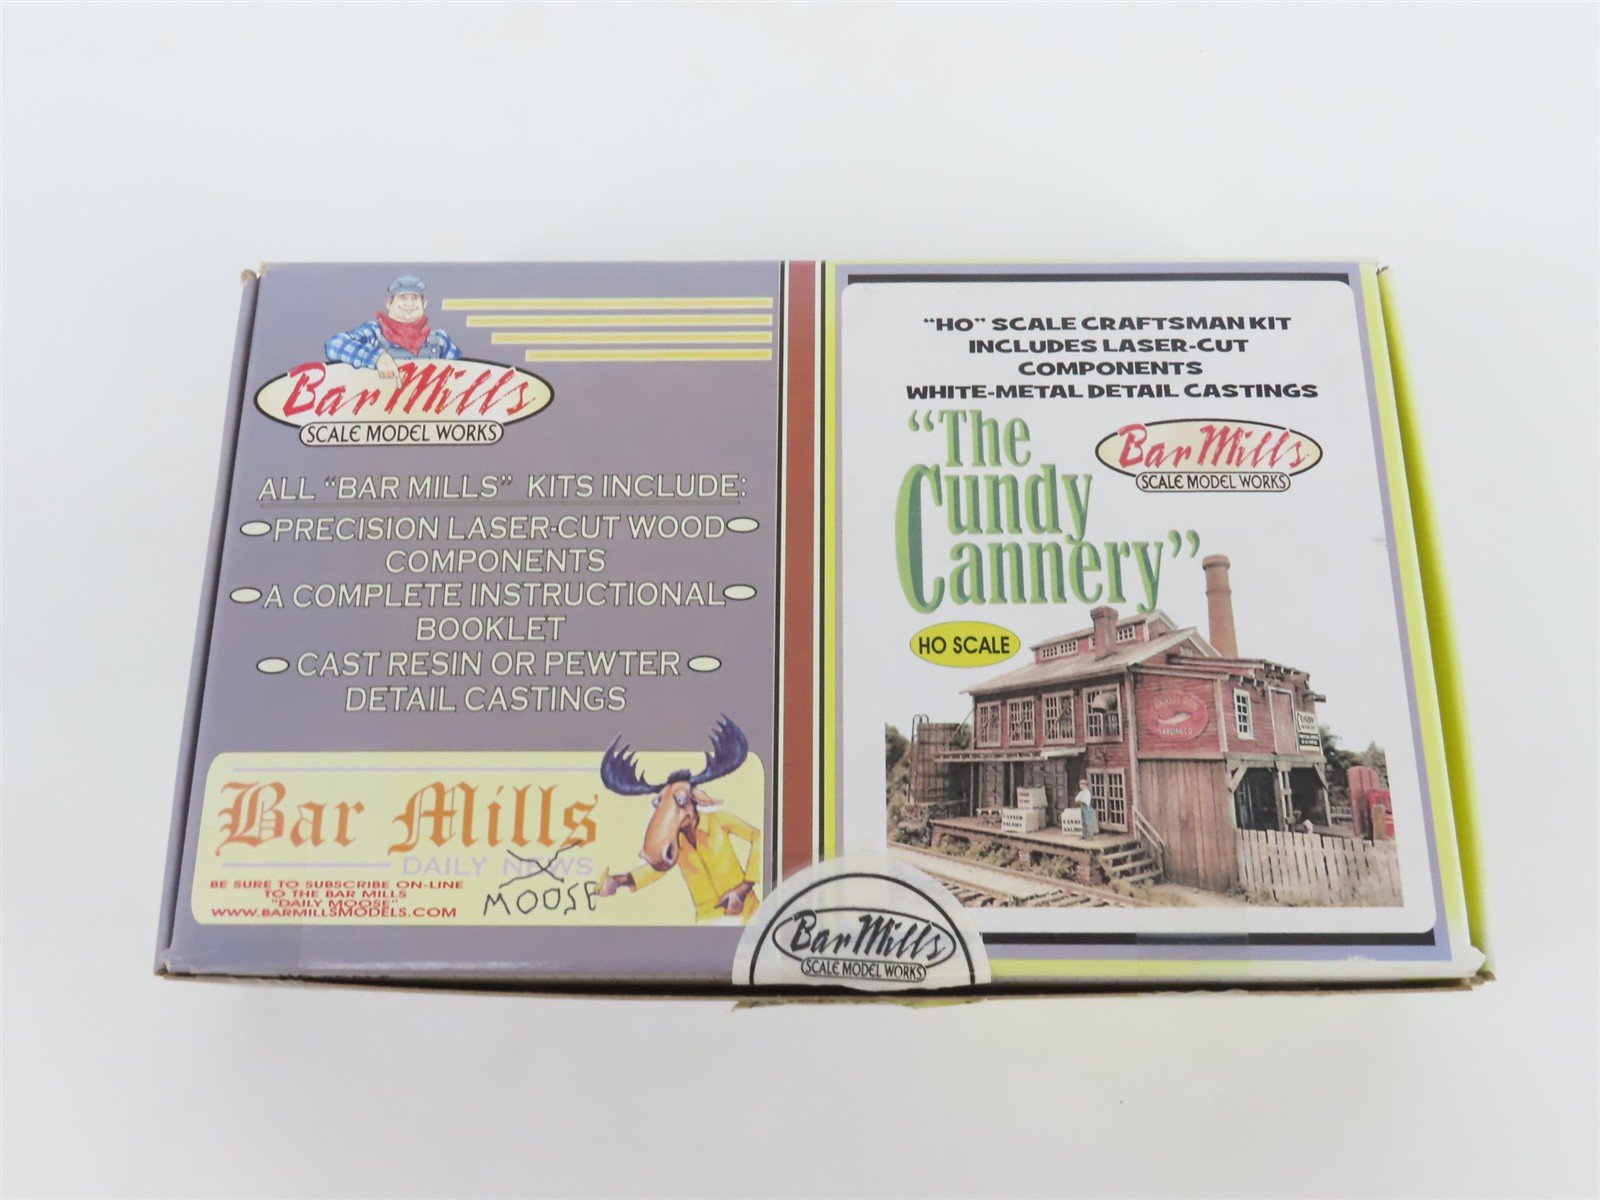 Bar Mills
SCALE MODEL WORKS
ALL "BAR MILLS" KITS INCLUDE:
PRECISION LASER-CUT WOOD
COMPONENTS
A COMPLETE INSTRUCTIONAL
BOOKLET
CAST RESIN OR PEWTER
DETAIL CASTINGS
Bar Mills
DAILY NEWS
MOOSE
BE SURE TO SUBSCRIBE ON-LINE
TO THE BAR MILLS
"DAILY MOOSE"
WWW.BARMILLSMODELS.COM
"HO" SCALE CRAFTSMAN KIT
INCLUDES LASER-CUT
COMPONENTS
WHITE-METAL DETAIL CASTINGS
"The
Cundy
Cannery"
Bar Mills
SCALE MODEL WORKS
HO SCALE
SARDINE CO.
CUNDY
Bar Mills
SCALE MODEL WORKS